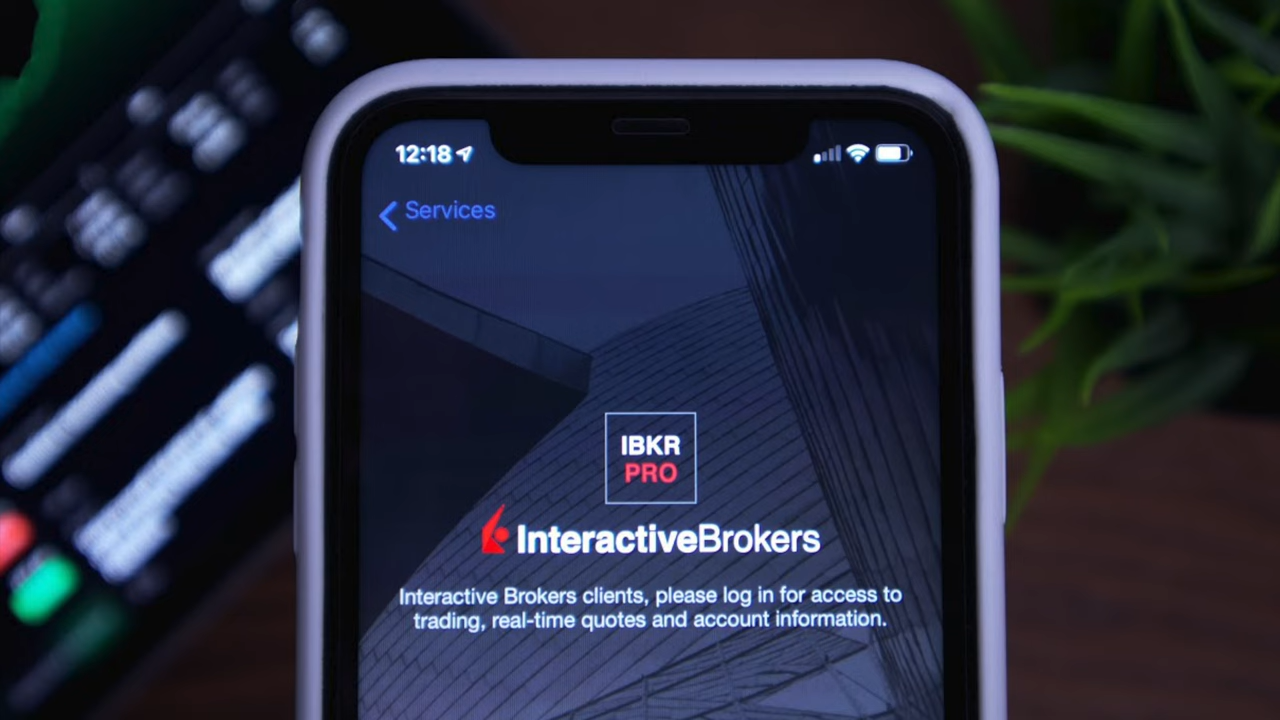 12:18
Services
IBKR
PRO
InteractiveBrokers
Interactive Brokers clients, please log in for access to
trading, real-time quotes and account information.